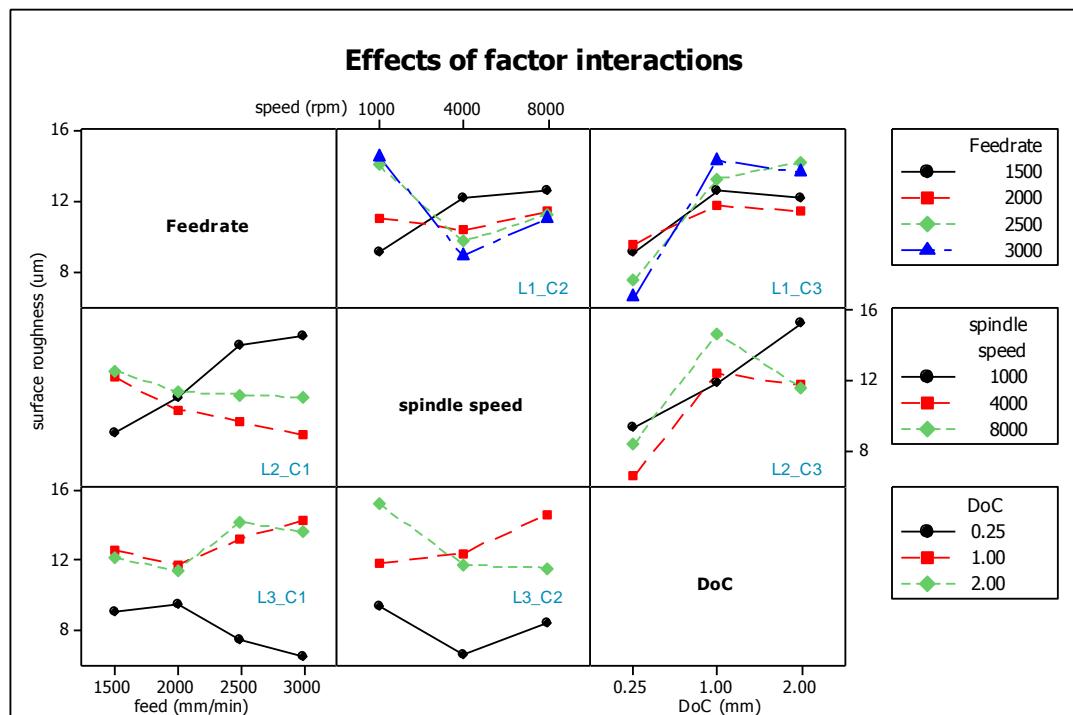 Effects of factor interactions
speed (rpm)
1000 4000 8000
16
12
8
surface roughness (um)
Feedrate
L1_C2
L1_C3
Feedrate
1500
2000
2500
3000
L2_C1
spindle speed
L2_C3
16
12
8
spindle
speed
1000
4000
8000
16
12
8
L3_C1
L3_C2
DoC
DoC
0.25
1.00
2.00
1500 2000 2500 3000
feed (mm/min)
0.25 1.00 2.00
DoC (mm)